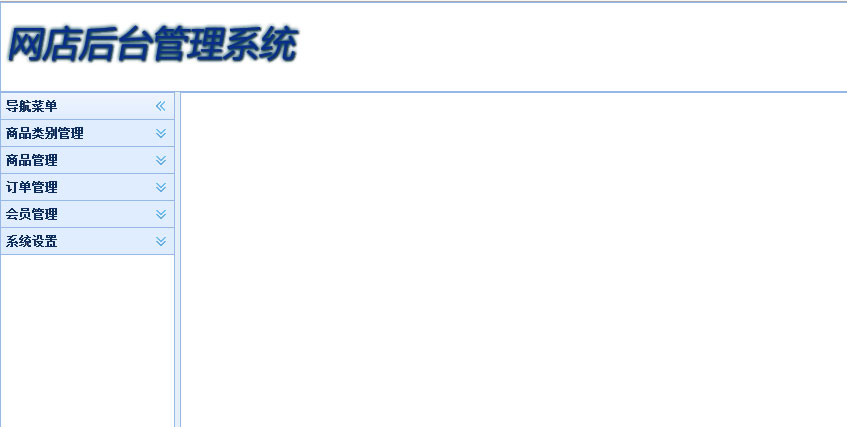 网店后台管理系统
导航菜单
商品类别管理
商品管理
订单管理
会员管理
系统设置